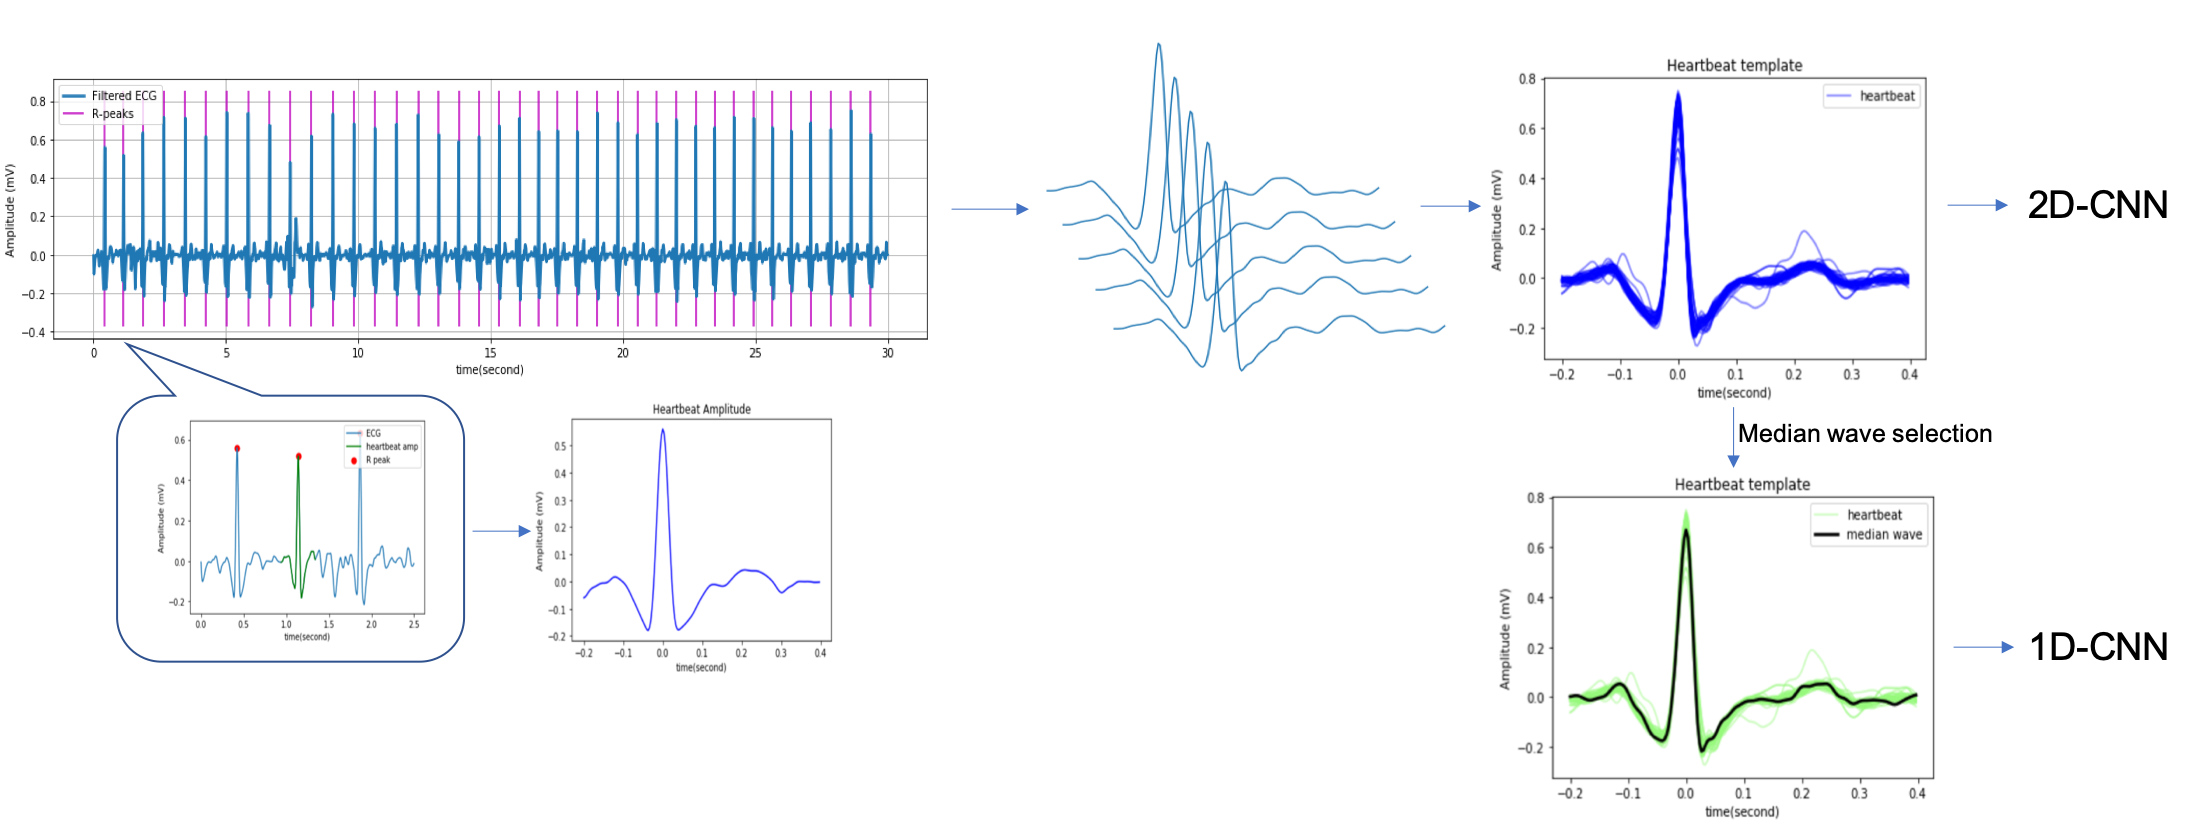 Filtered ECG
R-peaks
Amplitude (mV)
0.8
0.6
0.4
0.2
0.0
−0.2
−0.4
0 5 10 15 20 25 30
time(second)
ECG
heartbeat amp
R peak
Amplitude (mV)
0.6
0.4
0.2
0.0
−0.2
0.0 0.5 1.0 1.5 2.0 2.5
time(second)
Heartbeat Amplitude
Amplitude (mV)
0.5
0.4
0.3
0.2
0.1
0.0
−0.1
−0.2
−0.2 −0.1 0.0 0.1 0.2 0.3 0.4
time(second)
Heartbeat template
heartbeat
Amplitude (mV)
0.8
0.6
0.4
0.2
0.0
−0.2
−0.2 −0.1 0.0 0.1 0.2 0.3 0.4
time(second)
2D-CNN
Median wave selection
Heartbeat template
heartbeat
median wave
Amplitude (mV)
0.8
0.6
0.4
0.2
0.0
−0.2
−0.2 −0.1 0.0 0.1 0.2 0.3 0.4
time(second)
1D-CNN